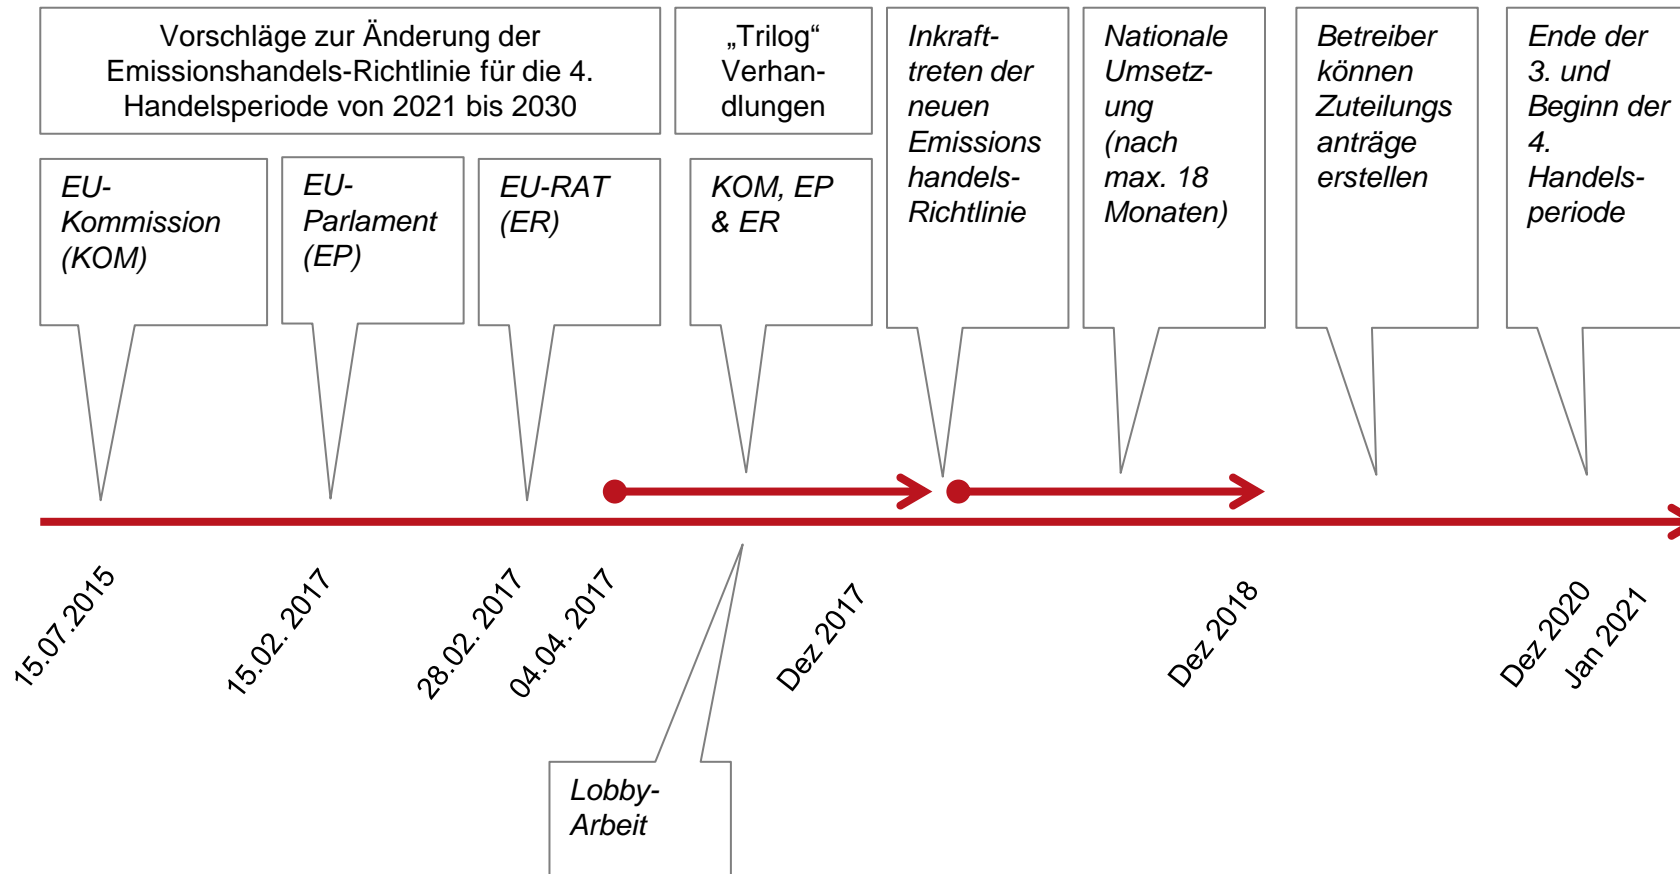 Vorschläge zur Änderung der
Emissionshandels-Richtlinie für die 4.
Handelsperiode von 2021 bis 2030
„Trilog“
Verhan-
dlungen
Inkraft-
treten der
neuen
Emissions
handels-
Richtlinie
Nationale
Umsetz-
ung
(nach
max. 18
Monaten)
Betreiber
können
Zuteilungs
anträge
erstellen
Ende der
3. und
Beginn der
4.
Handels-
periode
EU-
Kommission
(KOM)
EU-
Parlament
(EP)
EU-RAT
(ER)
KOM, EP
& ER
15.07.2015
15.02. 2017
28.02. 2017
04.04. 2017
Dez 2017
Dez 2018
Dez 2020
Jan 2021
Lobby-
Arbeit